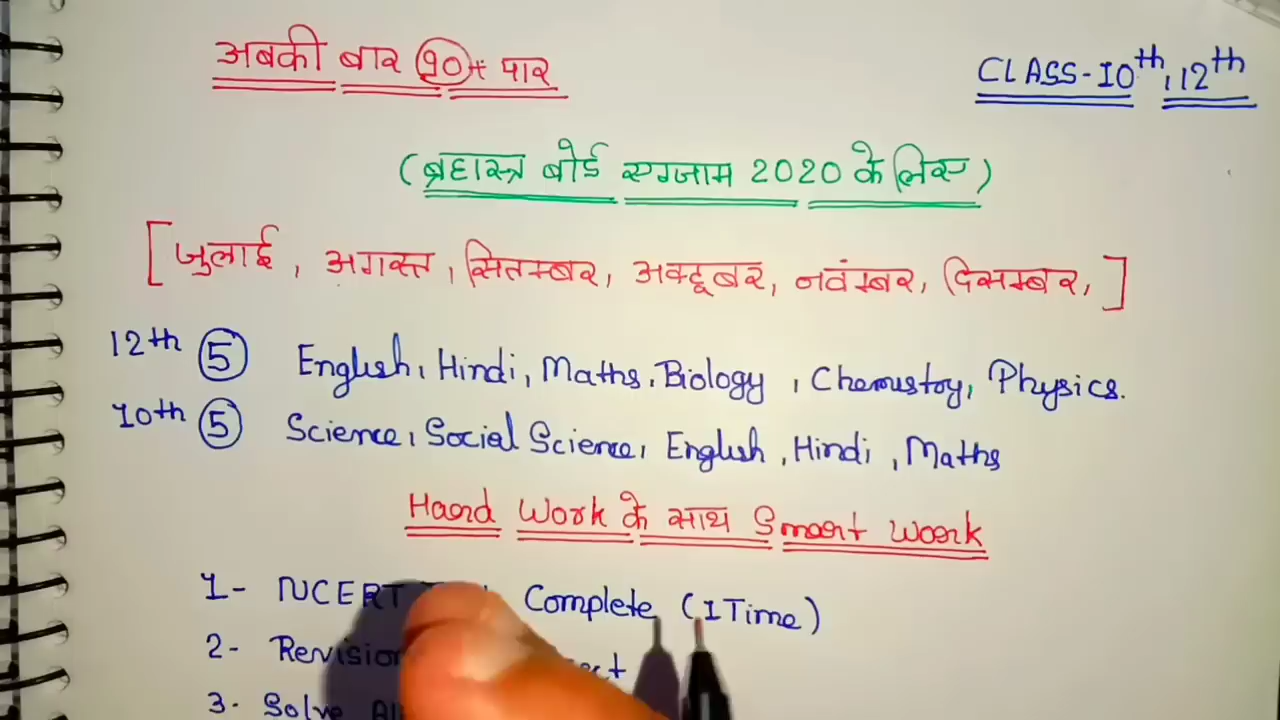 अबकी बार 90+ पार
CLASS-10th, 12th
(ब्रहास्त्र बोर्ड एग्जाम 2020 के लिए)
[जुलाई, अगस्त, सितम्बर, अक्टूबर, नवंम्बर, दिसम्बर,]
12th 5 English, Hindi, Maths, Biology, Chemistry, Physics.
10th 5 Science, Social Science, English, Hindi, Maths
Hard Work के साथ Smart Work
1- NCERT Complete (1 Time)
2- Revision
3- Solve